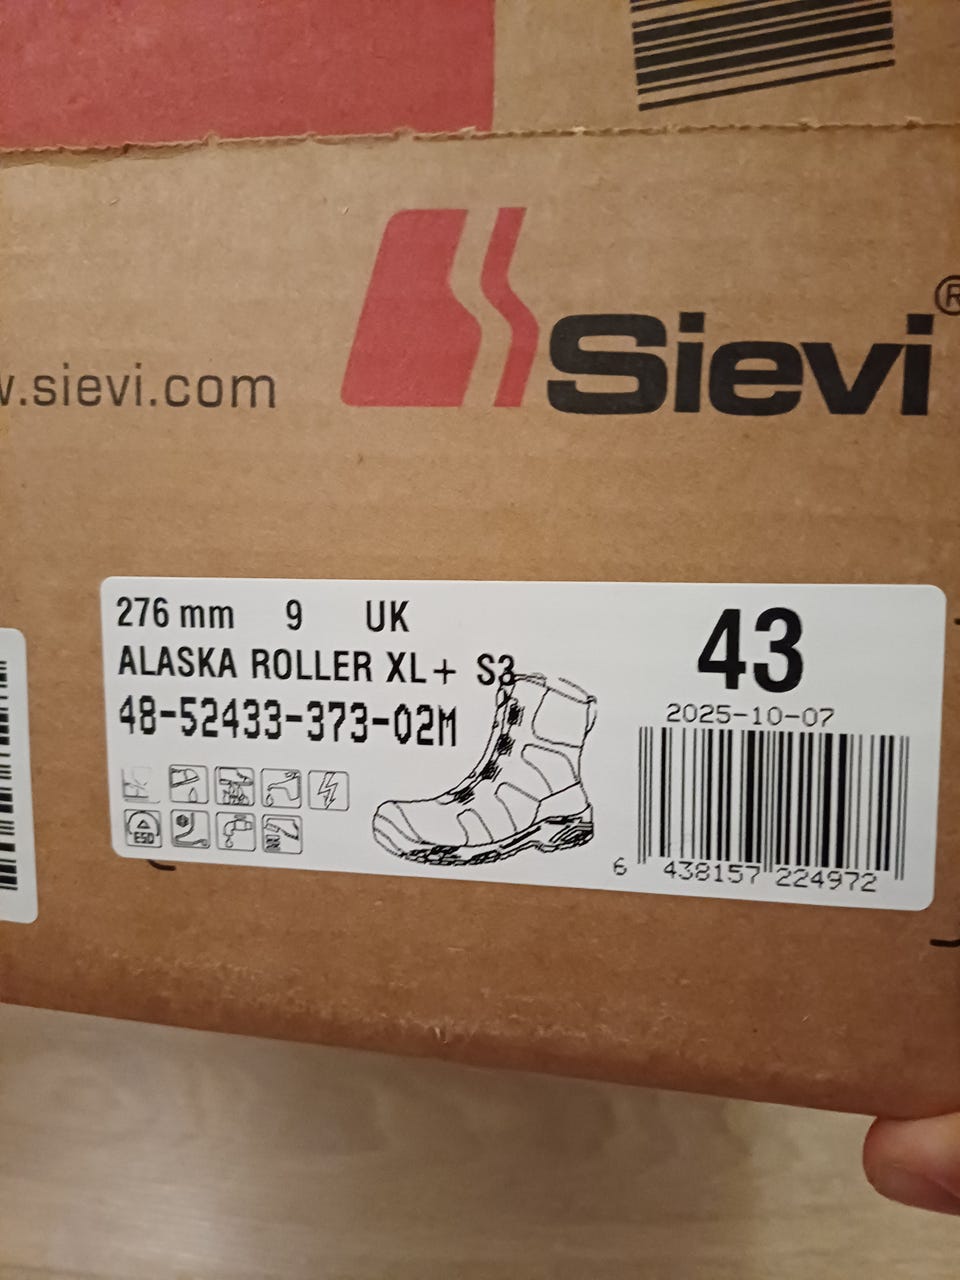 Sievi®
w.sievi.com
276 mm 9 UK
ALASKA ROLLER XL+ S3
48-52433-373-02M
ESD
43
2025-10-07
6 438157 224972